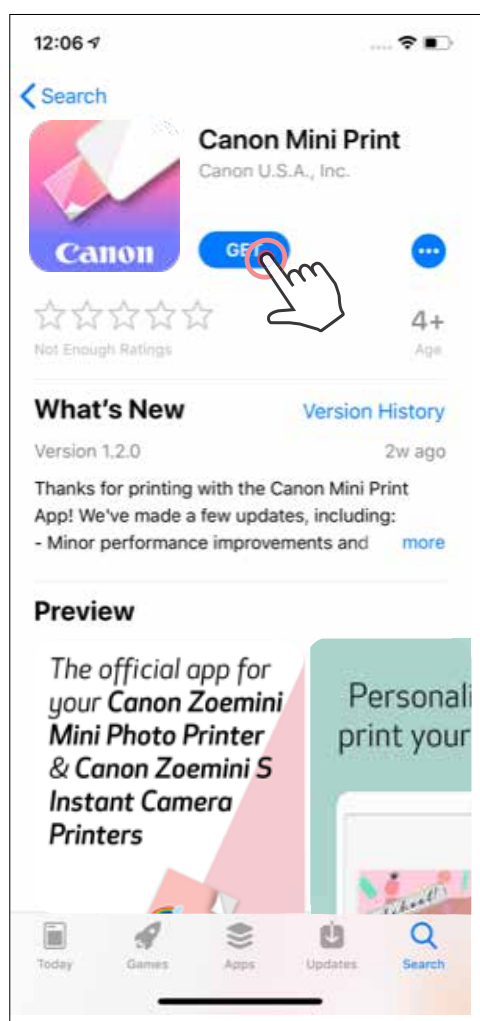 12:06
Search
Canon Mini Print
Canon U.S.A., Inc.
Canon
GET
4+
Not Enough Ratings
Age
What's New
Version History
Version 1.2.0
2w ago
Thanks for printing with the Canon Mini Print
App! We've made a few updates, including:
- Minor performance improvements and
more
Preview
The official app for
your Canon Zoemini
Mini Photo Printer
& Canon Zoemini S
Instant Camera
Printers
Personali
print your
Today
Games
Apps
Updates
Search